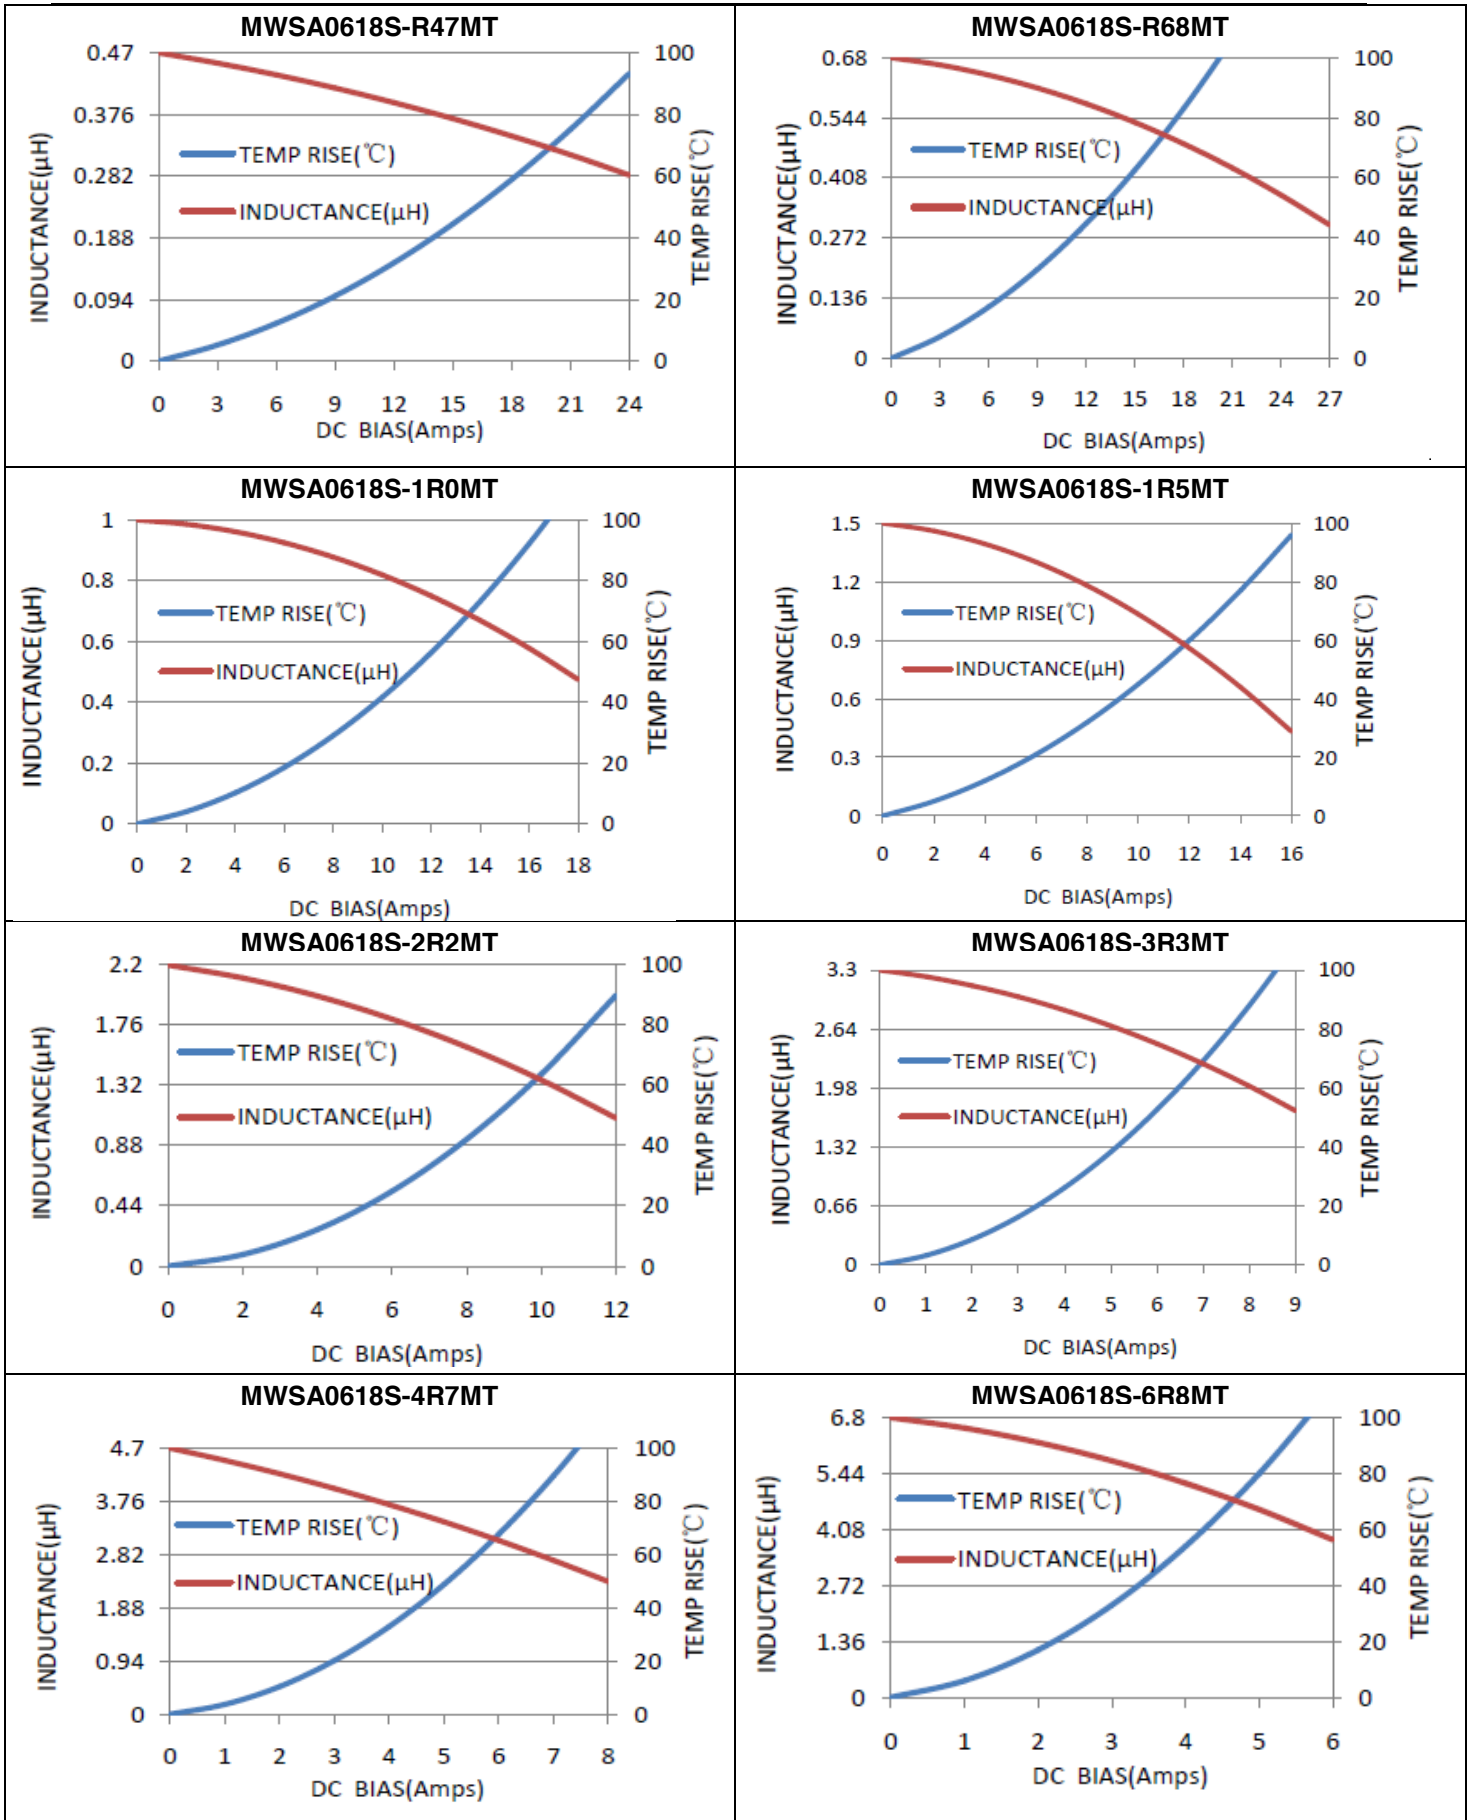 MWSA0618S-R47MT
0.47
0.376
0.282
0.188
0.094
0
100
80
60
40
20
0
INDUCTANCE(μH)
TEMP RISE(℃)
TEMP RISE(℃)
INDUCTANCE(μH)
0 3 6 9 12 15 18 21 24
DC BIAS(Amps)
MWSA0618S-R68MT
0.68
0.544
0.408
0.272
0.136
0
100
80
60
40
20
0
INDUCTANCE(μH)
TEMP RISE(℃)
TEMP RISE(℃)
INDUCTANCE(μH)
0 3 6 9 12 15 18 21 24 27
DC BIAS(Amps)
MWSA0618S-1R0MT
1
0.8
0.6
0.4
0.2
0
100
80
60
40
20
0
INDUCTANCE(μH)
TEMP RISE(℃)
TEMP RISE(℃)
INDUCTANCE(μH)
0 2 4 6 8 10 12 14 16 18
DC BIAS(Amps)
MWSA0618S-1R5MT
1.5
1.2
0.9
0.6
0.3
0
100
80
60
40
20
0
INDUCTANCE(μH)
TEMP RISE(℃)
TEMP RISE(℃)
INDUCTANCE(μH)
0 2 4 6 8 10 12 14 16
DC BIAS(Amps)
MWSA0618S-2R2MT
2.2
1.76
1.32
0.88
0.44
0
100
80
60
40
20
0
INDUCTANCE(μH)
TEMP RISE(℃)
TEMP RISE(℃)
INDUCTANCE(μH)
0 2 4 6 8 10 12
DC BIAS(Amps)
MWSA0618S-3R3MT
3.3
2.64
1.98
1.32
0.66
0
100
80
60
40
20
0
INDUCTANCE(μH)
TEMP RISE(℃)
TEMP RISE(℃)
INDUCTANCE(μH)
0 1 2 3 4 5 6 7 8 9
DC BIAS(Amps)
MWSA0618S-4R7MT
4.7
3.76
2.82
1.88
0.94
0
100
80
60
40
20
0
INDUCTANCE(μH)
TEMP RISE(℃)
TEMP RISE(℃)
INDUCTANCE(μH)
0 1 2 3 4 5 6 7 8
DC BIAS(Amps)
MWSA0618S-6R8MT
6.8
5.44
4.08
2.72
1.36
0
100
80
60
40
20
0
INDUCTANCE(μH)
TEMP RISE(℃)
TEMP RISE(℃)
INDUCTANCE(μH)
0 1 2 3 4 5 6
DC BIAS(Amps)